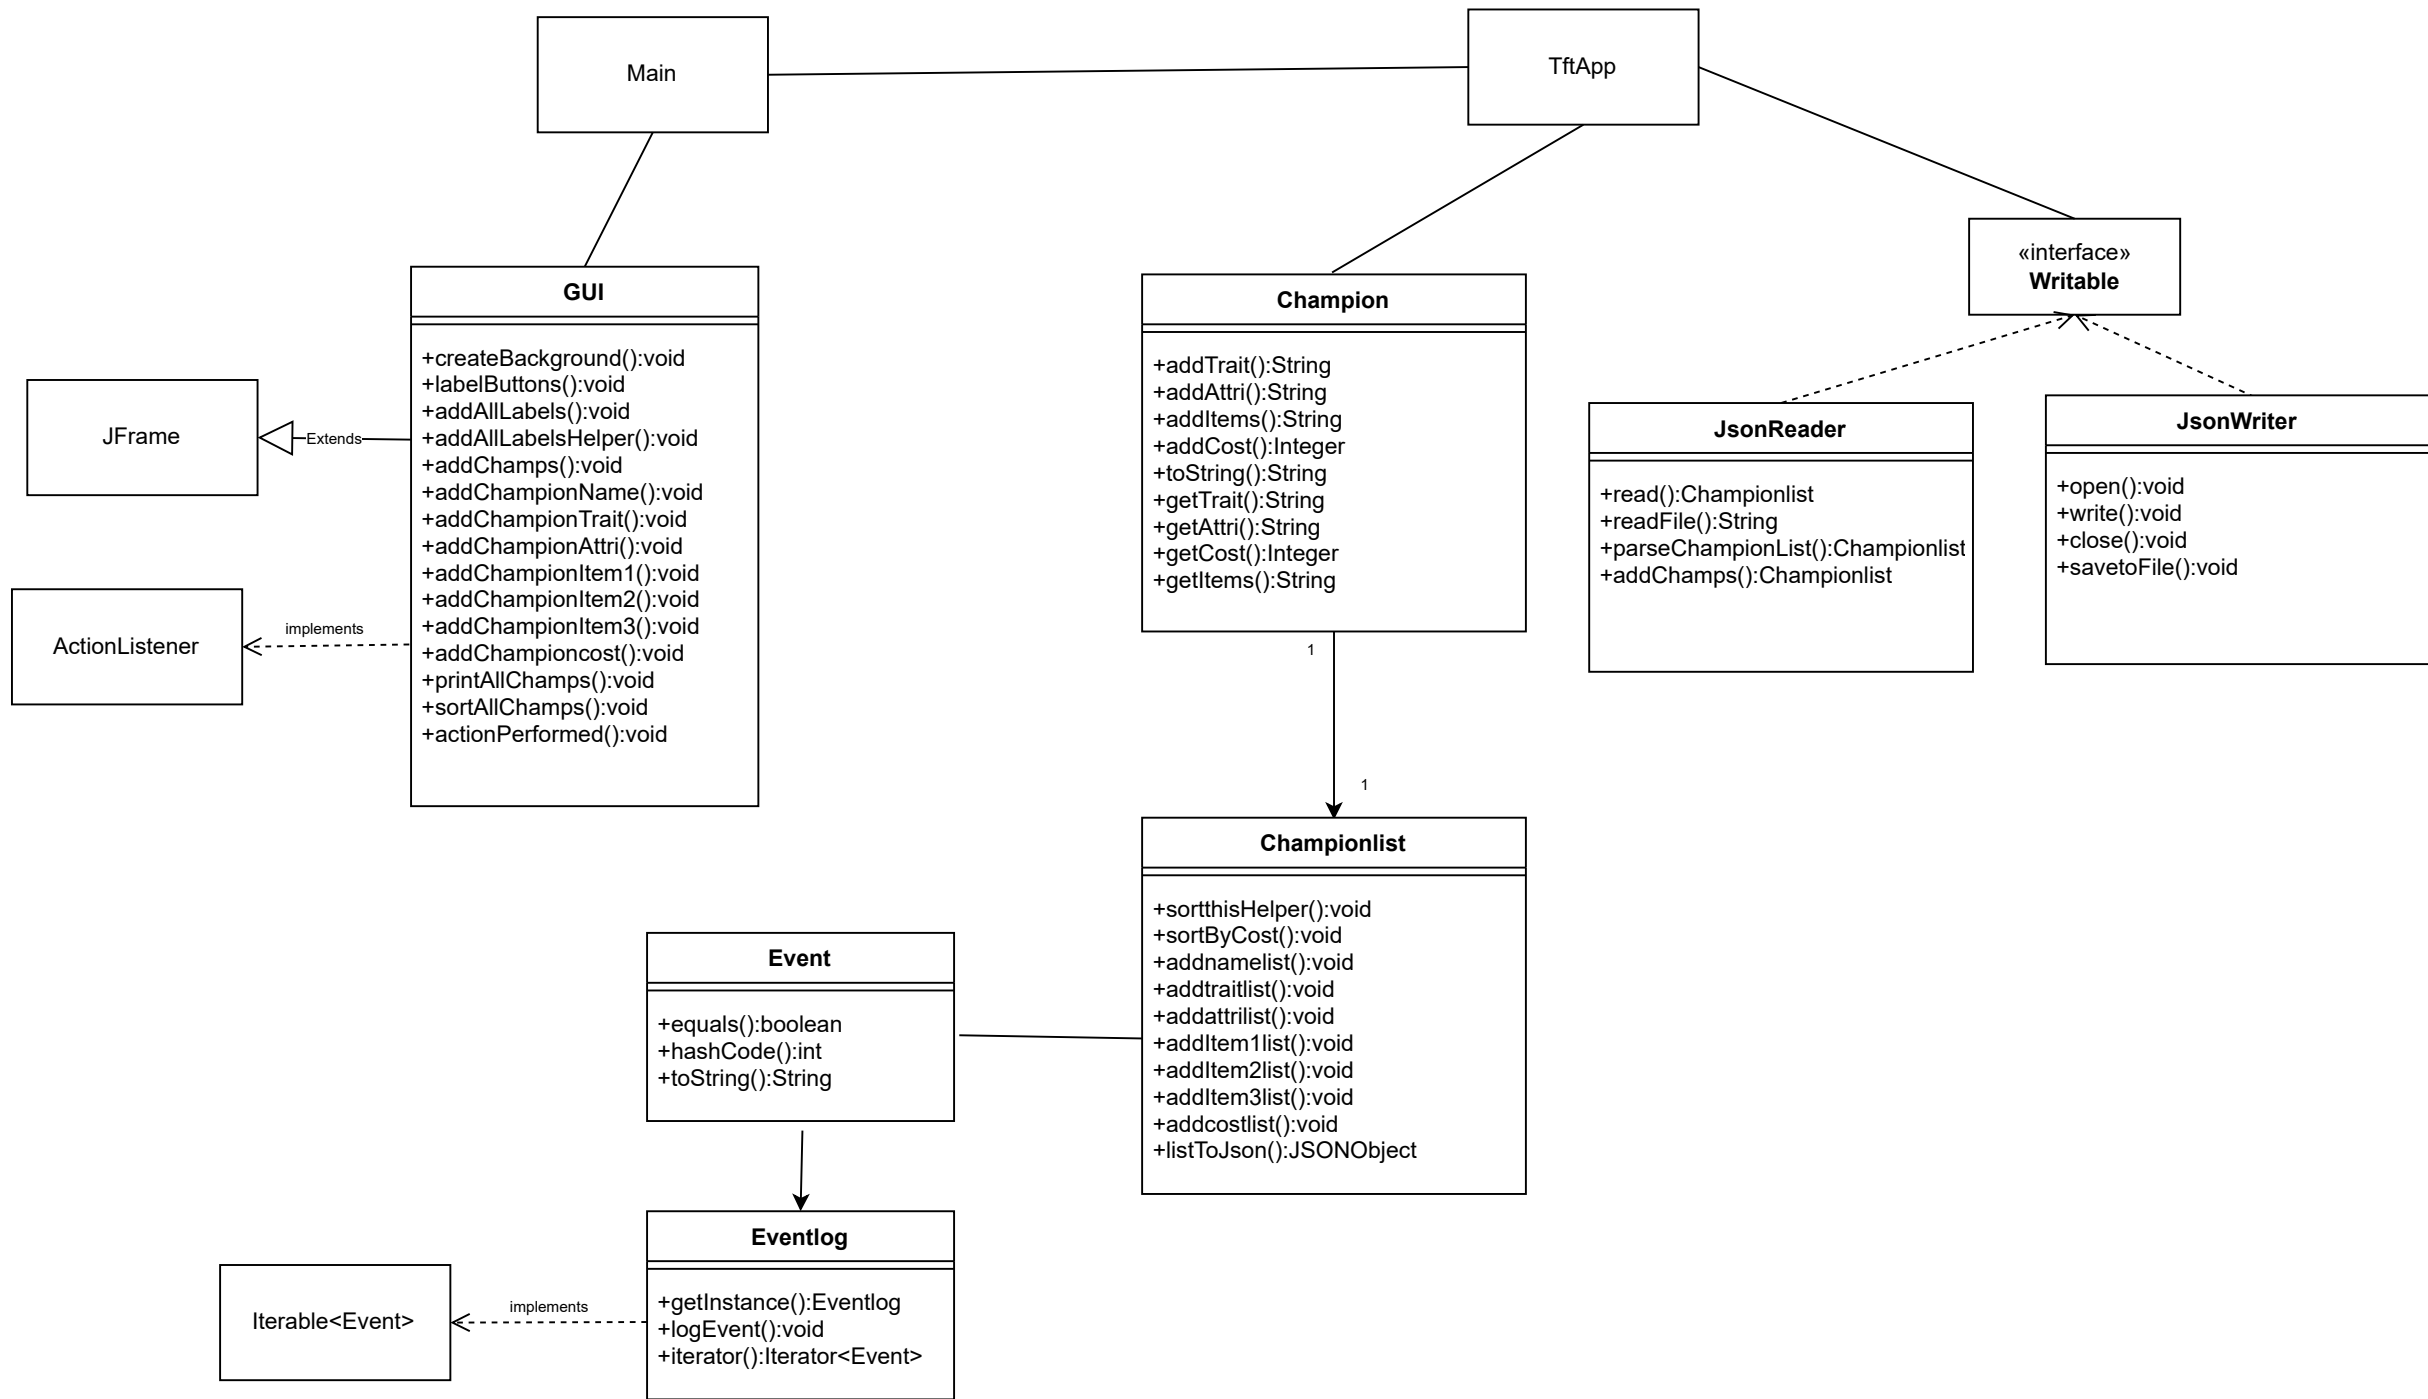 Main
TftApp
«interface»
Writable
GUI
+createBackground():void
+labelButtons():void
+addAllLabels():void
+addAllLabelsHelper():void
+addChamps():void
+addChampionName():void
+addChampionTrait():void
+addChampionAttri():void
+addChampionItem1():void
+addChampionItem2():void
+addChampionItem3():void
+addChampioncost():void
+printAllChamps():void
+sortAllChamps():void
+actionPerformed():void
JFrame
Extends
ActionListener
implements
Champion
+addTrait():String
+addAttri():String
+addItems():String
+addCost():Integer
+toString():String
+getTrait():String
+getAttri():String
+getCost():Integer
+getItems():String
JsonReader
+read():Championlist
+readFile():String
+parseChampionList():Championlist
+addChamps():Championlist
JsonWriter
+open():void
+write():void
+close():void
+savetoFile():void
1
1
Championlist
+sortthisHelper():void
+sortByCost():void
+addnamelist():void
+addtraitlist():void
+addattrilist():void
+addItem1list():void
+addItem2list():void
+addItem3list():void
+addcostlist():void
+listToJson():JSONObject
Event
+equals():boolean
+hashCode():int
+toString():String
Eventlog
+getInstance():Eventlog
+logEvent():void
+iterator():Iterator<Event>
Iterable<Event>
implements